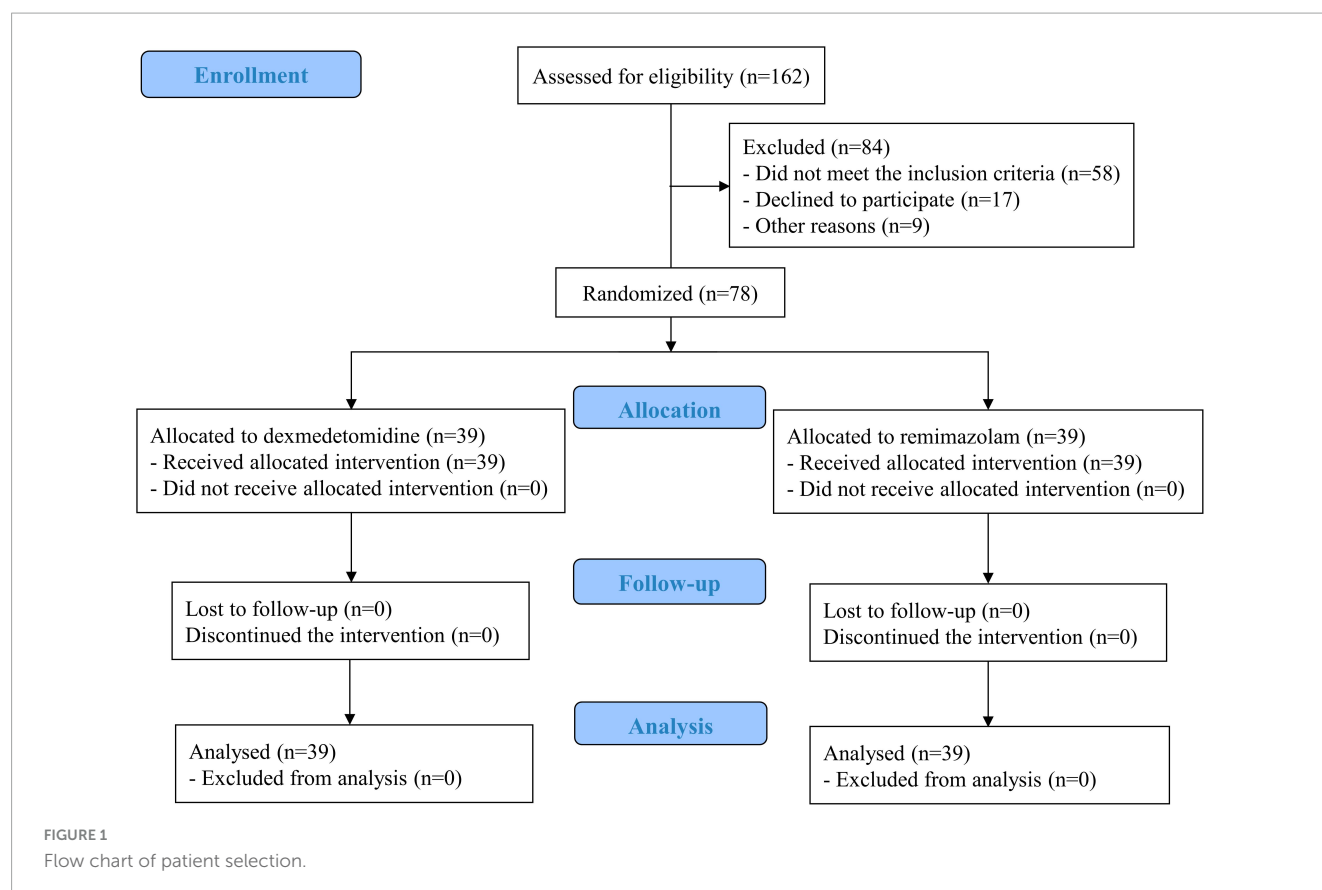 Enrollment
Assessed for eligibility (n=162)
Excluded (n=84)
- Did not meet the inclusion criteria (n=58)
- Declined to participate (n=17)
- Other reasons (n=9)
Randomized (n=78)
Allocation
Allocated to dexmedetomidine (n=39)
- Received allocated intervention (n=39)
- Did not receive allocated intervention (n=0)
Allocated to remimazolam (n=39)
- Received allocated intervention (n=39)
- Did not receive allocated intervention (n=0)
Follow-up
Lost to follow-up (n=0)
Discontinued the intervention (n=0)
Lost to follow-up (n=0)
Discontinued the intervention (n=0)
Analysis
Analysed (n=39)
- Excluded from analysis (n=0)
Analysed (n=39)
- Excluded from analysis (n=0)
FIGURE 1
Flow chart of patient selection.